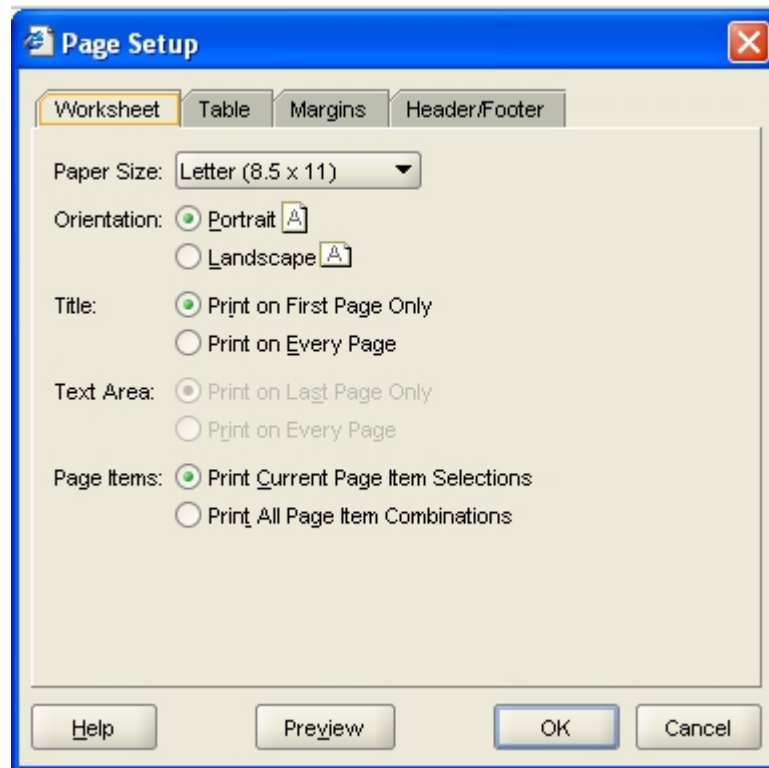 Page Setup
Worksheet Table Margins Header/Footer
Paper Size: Letter (8.5 x 11)
Orientation: Portrait A
Landscape A
Title: Print on First Page Only
Print on Every Page
Text Area: Print on Last Page Only
Print on Every Page
Page Items: Print Current Page Item Selections
Print All Page Item Combinations
Help Preview OK Cancel